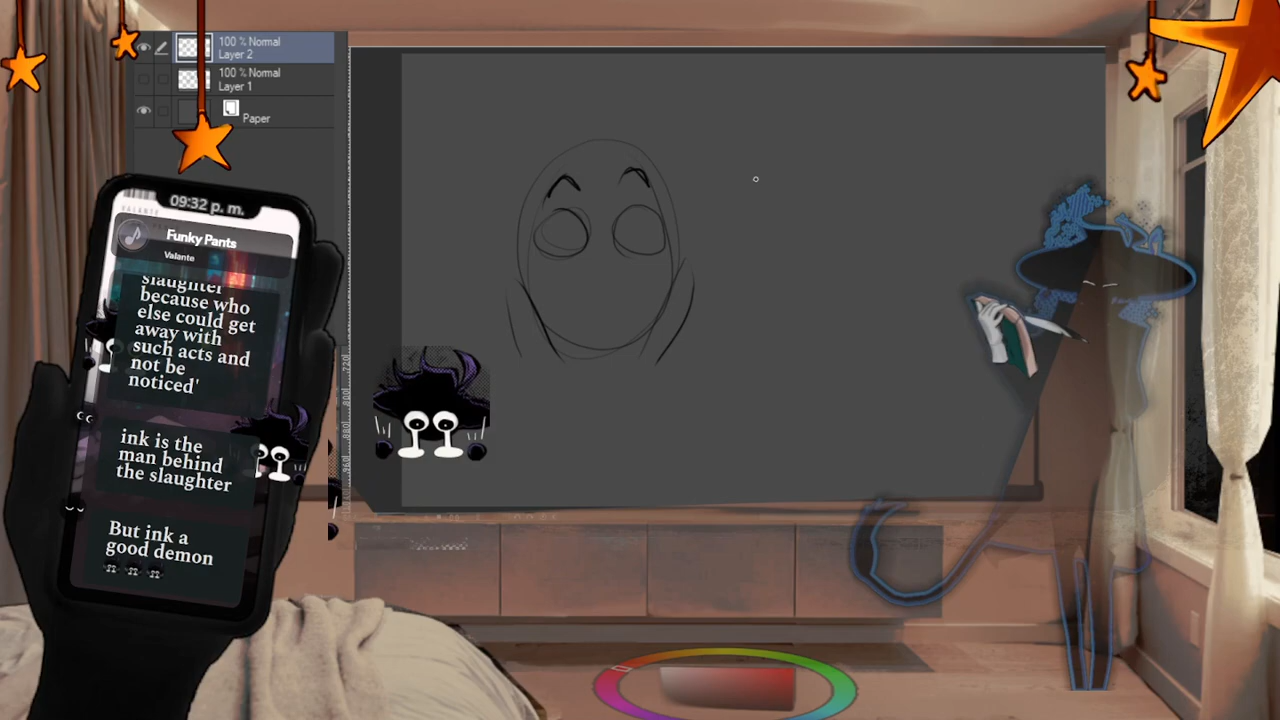 100 % Normal
Layer 2
100 % Normal
Layer 1
Paper
09:32 p. m.
VALANTE
Funky Pants
Valante
slaughter
because who
else could get
away with
such acts and
not be
noticed'
ink is the
man behind
the slaughter
But ink a
good demon